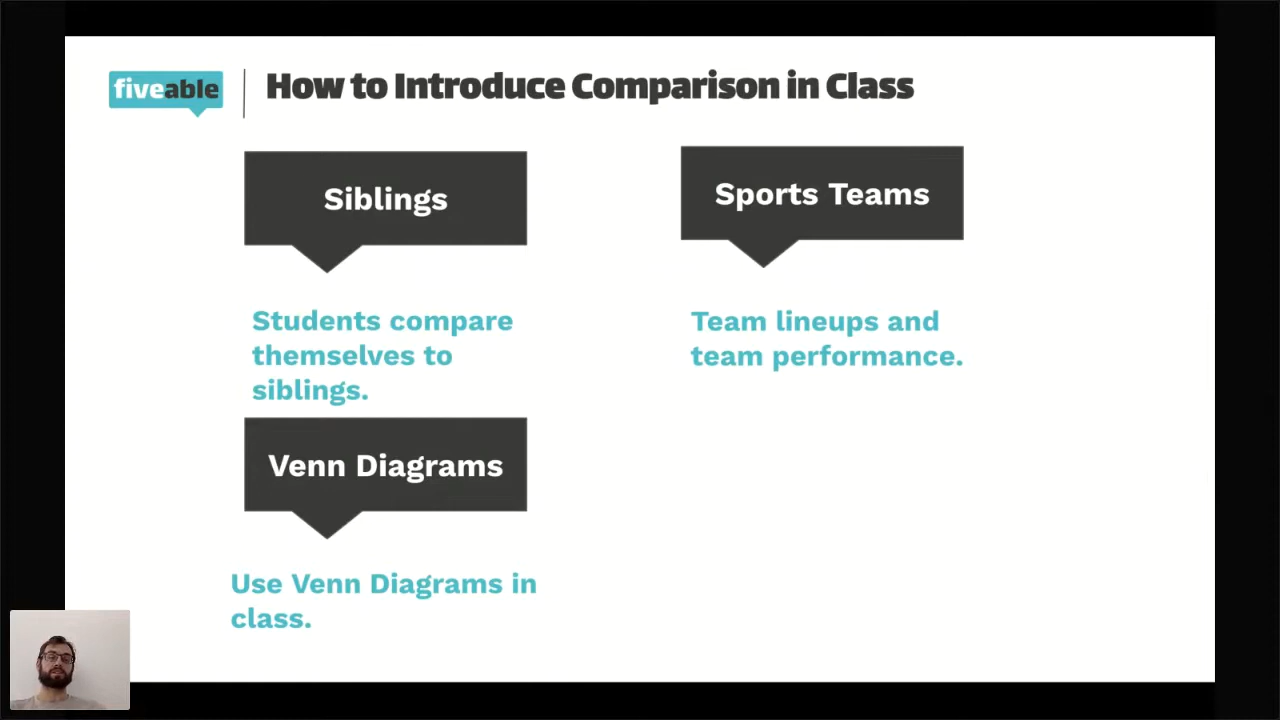 fiveable
How to Introduce Comparison in Class
Siblings
Students compare
themselves to
siblings.
Sports Teams
Team lineups and
team performance.
Venn Diagrams
Use Venn Diagrams in
class.